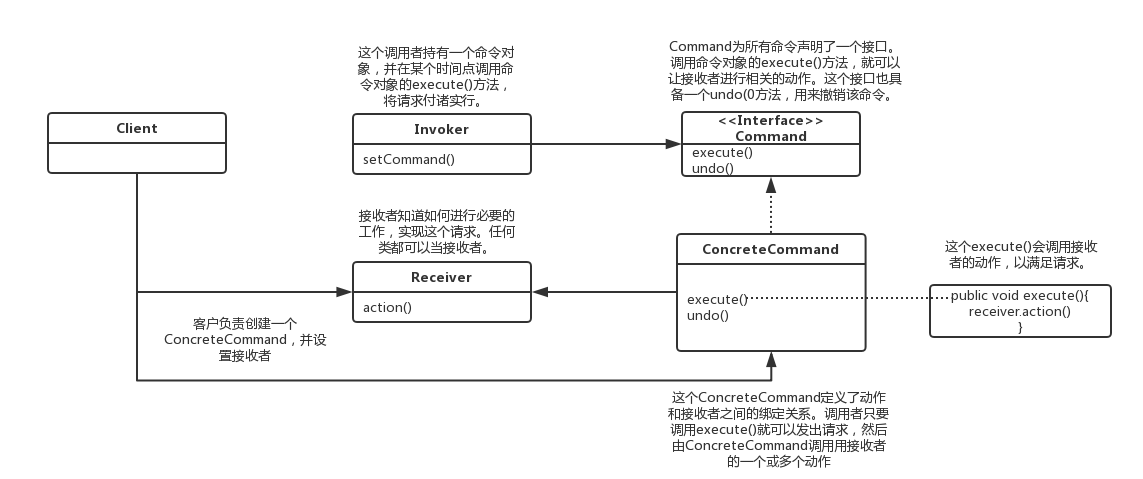 这个调用者持有一个命令对
象，并在某个时间点调用命
令对象的execute()方法，
将请求付诸实行。
Command为所有命令声明了一个接口。
调用命令对象的execute()方法，就可以
让接收者进行相关的动作。这个接口也具
备一个undo(0方法，用来撤销该命令。
Client
Invoker
setCommand()
<<Interface>>
Command
execute()
undo()
接收者知道如何进行必要的
工作，实现这个请求。任何
类都可以当接收者。
Receiver
action()
ConcreteCommand
execute()
undo()
这个execute()会调用接收
者的动作，以满足请求。
public void execute(){
receiver.action()
}
客户负责创建一个
ConcreteCommand，并设
置接收者
这个ConcreteCommand定义了动作
和接收者之间的绑定关系。调用者只要
调用execute()就可以发出请求，然后
由ConcreteCommand调用用接收者
的一个或多个动作